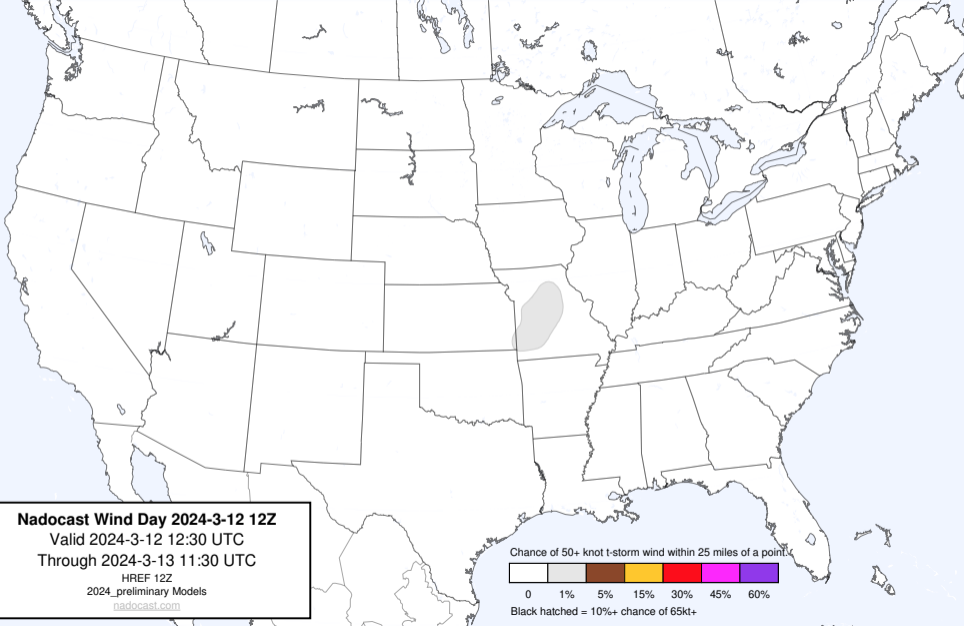 Nadocast Wind Day 2024-3-12 12Z
Valid 2024-3-12 12:30 UTC
Through 2024-3-13 11:30 UTC
HREF 12Z
2024_preliminary Models
nadocast.com
Chance of 50+ knot t-storm wind within 25 miles of a point.
0 1% 5% 15% 30% 45% 60%
Black hatched = 10%+ chance of 65kt+